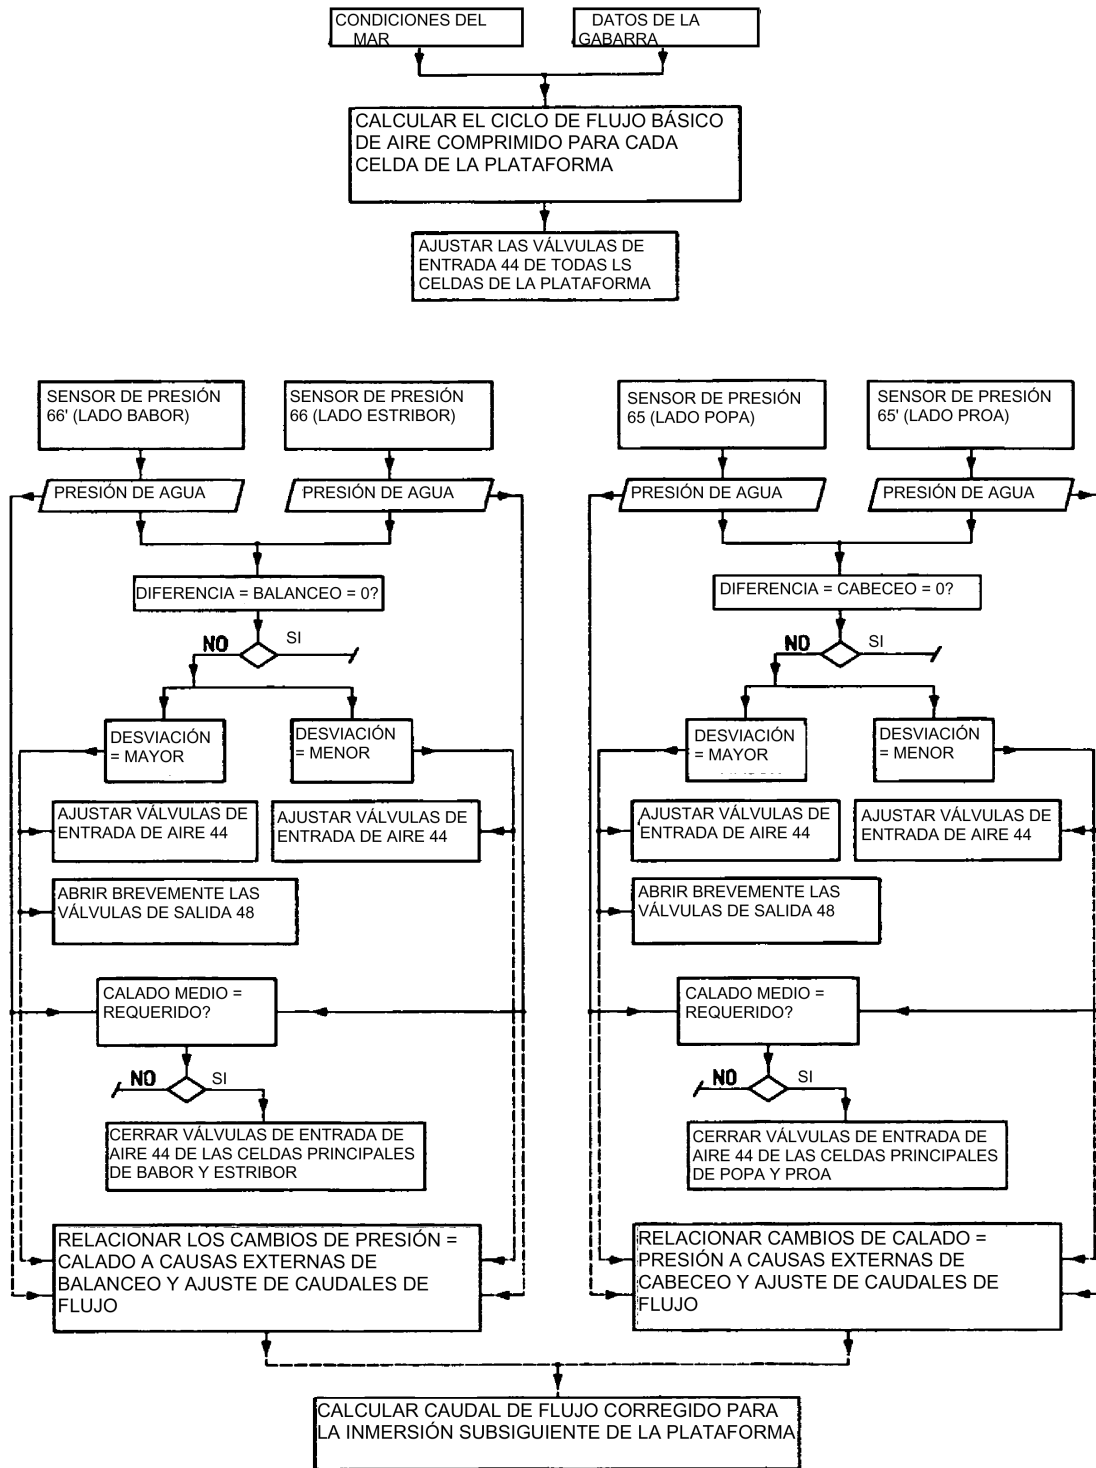 CONDICIONES DEL
MAR
DATOS DE LA
GABARRA
CALCULAR EL CICLO DE FLUJO BÁSICO
DE AIRE COMPRIMIDO PARA CADA
CELDA DE LA PLATAFORMA
AJUSTAR LAS VÁLVULAS DE
ENTRADA 44 DE TODAS LS
CELDAS DE LA PLATAFORMA
SENSOR DE PRESIÓN
66' (LADO BABOR)
SENSOR DE PRESIÓN
66 (LADO ESTRIBOR)
PRESIÓN DE AGUA
PRESIÓN DE AGUA
DIFERENCIA = BALANCEO = 0?
NO
SI
DESVIACIÓN
= MAYOR
DESVIACIÓN
= MENOR
AJUSTAR VÁLVULAS DE
ENTRADA DE AIRE 44
AJUSTAR VÁLVULAS DE
ENTRADA DE AIRE 44
ABRIR BREVEMENTE LAS
VÁLVULAS DE SALIDA 48
CALADO MEDIO =
REQUERIDO?
NO
SI
CERRAR VÁLVULAS DE ENTRADA DE
AIRE 44 DE LAS CELDAS PRINCIPALES
DE BABOR Y ESTRIBOR
RELACIONAR LOS CAMBIOS DE PRESIÓN =
CALADO A CAUSAS EXTERNAS DE
BALANCEO Y AJUSTE DE CAUDALES DE
FLUJO
SENSOR DE PRESIÓN
65 (LADO POPA)
SENSOR DE PRESIÓN
65' (LADO PROA)
PRESIÓN DE AGUA
PRESIÓN DE AGUA
DIFERENCIA = CABECEO = 0?
NO
SI
DESVIACIÓN
= MAYOR
DESVIACIÓN
= MENOR
AJUSTAR VÁLVULAS DE
ENTRADA DE AIRE 44
AJUSTAR VÁLVULAS DE
ENTRADA DE AIRE 44
ABRIR BREVEMENTE LAS
VÁLVULAS DE SALIDA 48
CALADO MEDIO =
REQUERIDO?
NO
SI
CERRAR VÁLVULAS DE ENTRADA DE
AIRE 44 DE LAS CELDAS PRINCIPALES
DE POPA Y PROA
RELACIONAR CAMBIOS DE CALADO =
PRESIÓN A CAUSAS EXTERNAS DE
CABECEO Y AJUSTE DE CAUDALES DE
FLUJO
CALCULAR CAUDAL DE FLUJO CORREGIDO PARA
LA INMERSIÓN SUBSIGUIENTE DE LA PLATAFORMA